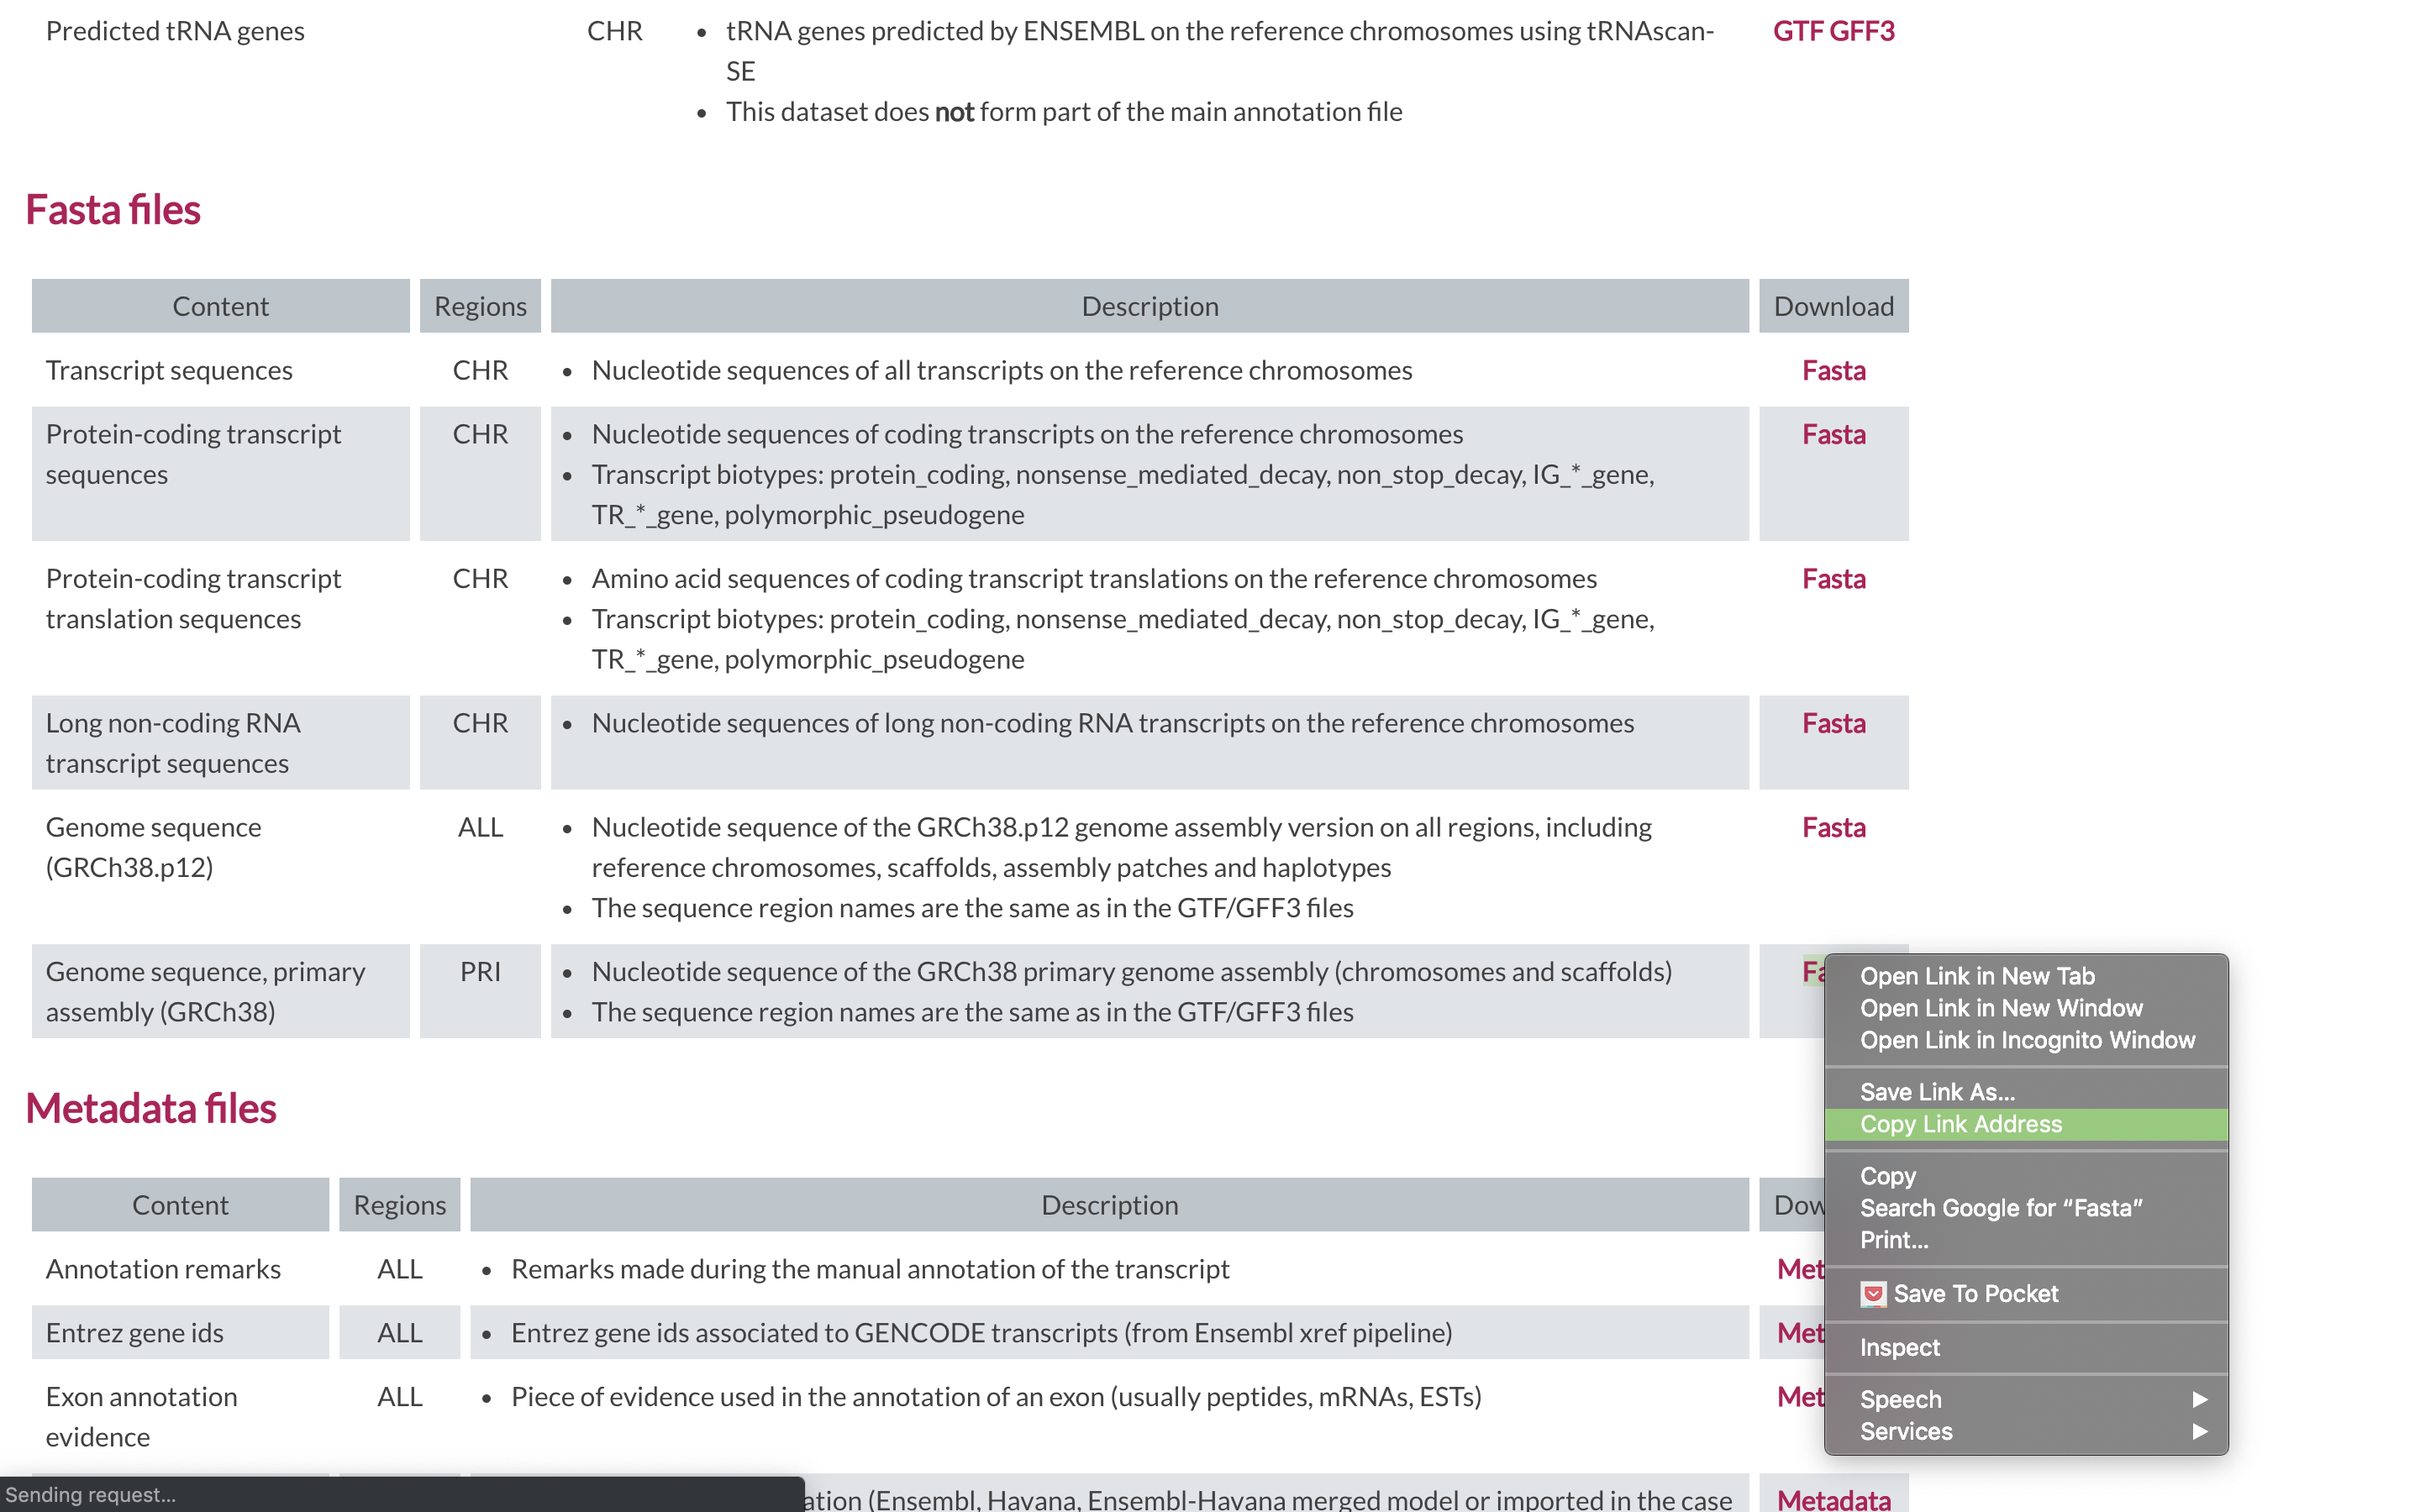 Predicted tRNA genes CHR • tRNA genes predicted by ENSEMBL on the reference chromosomes using tRNAscan- GTF GFF3
SE
• This dataset does not form part of the main annotation file
Fasta files
Content Regions Description Download
Transcript sequences CHR • Nucleotide sequences of all transcripts on the reference chromosomes Fasta
Protein-coding transcript CHR • Nucleotide sequences of coding transcripts on the reference chromosomes Fasta
sequences • Transcript biotypes: protein_coding, nonsense_mediated_decay, non_stop_decay, IG_*_gene,
TR_*_gene, polymorphic_pseudogene
Protein-coding transcript CHR • Amino acid sequences of coding transcript translations on the reference chromosomes Fasta
translation sequences • Transcript biotypes: protein_coding, nonsense_mediated_decay, non_stop_decay, IG_*_gene,
TR_*_gene, polymorphic_pseudogene
Long non-coding RNA CHR • Nucleotide sequences of long non-coding RNA transcripts on the reference chromosomes Fasta
transcript sequences
Genome sequence ALL • Nucleotide sequence of the GRCh38.p12 genome assembly version on all regions, including Fasta
(GRCh38.p12) reference chromosomes, scaffolds, assembly patches and haplotypes
• The sequence region names are the same as in the GTF/GFF3 files
Genome sequence, primary PRI • Nucleotide sequence of the GRCh38 primary genome assembly (chromosomes and scaffolds) Fa
assembly (GRCh38) • The sequence region names are the same as in the GTF/GFF3 files
Open Link in New Tab
Open Link in New Window
Open Link in Incognito Window
Save Link As...
Copy Link Address
Copy
Search Google for “Fasta”
Print...
Save To Pocket
Inspect
Speech
Services
Metadata files
Content Regions Description Dow
Annotation remarks ALL • Remarks made during the manual annotation of the transcript Met
Entrez gene ids ALL • Entrez gene ids associated to GENCODE transcripts (from Ensembl xref pipeline) Met
Exon annotation ALL • Piece of evidence used in the annotation of an exon (usually peptides, mRNAs, ESTs) Met
evidence
Sending request... ation (Ensembl, Havana, Ensembl-Havana merged model or imported in the case Metadata